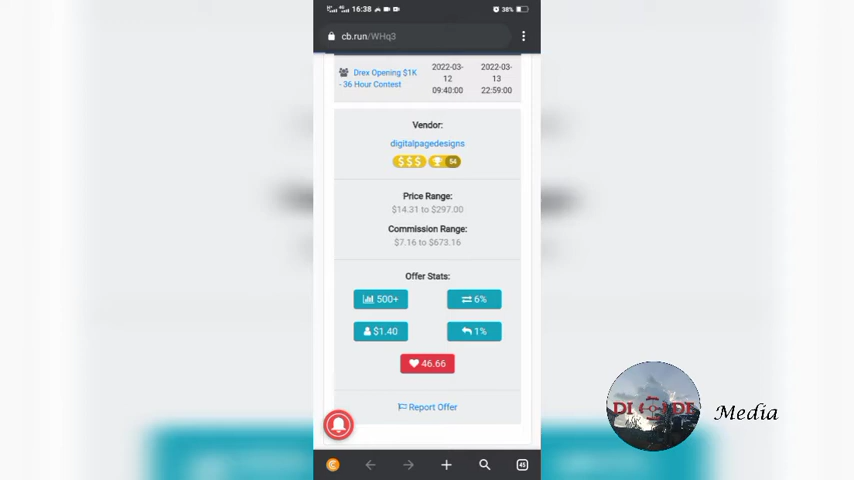 16:38
38%
cb.run/WHq3
Drex Opening $1K
- 36 Hour Contest
2022-03-
12
09:40:00
2022-03-
13
22:59:00
Vendor:
digitalpagedesigns
$ $ $ 54
Price Range:
$14.31 to $297.00
Commission Range:
$7.16 to $673.16
Offer Stats:
500+
6%
$1.40
1%
46.66
Report Offer
45
DIODE
Media